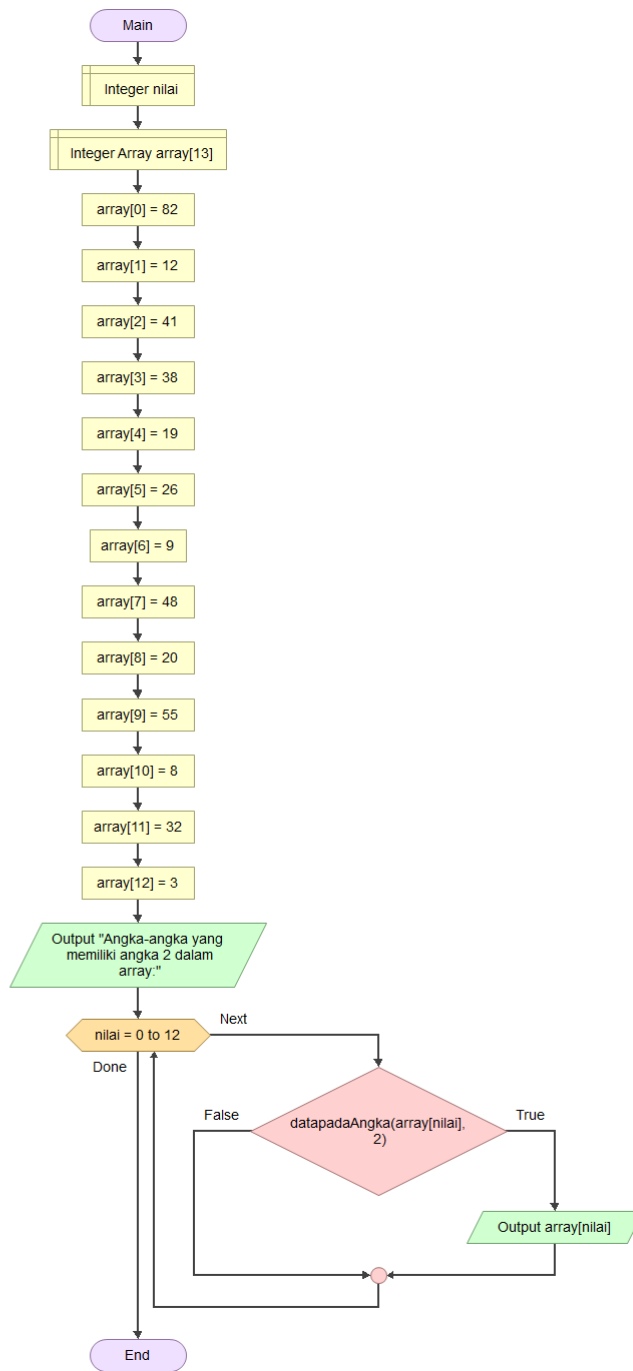 Main
Integer nilai
Integer Array array[13]
array[0] = 82
array[1] = 12
array[2] = 41
array[3] = 38
array[4] = 19
array[5] = 26
array[6] = 9
array[7] = 48
array[8] = 20
array[9] = 55
array[10] = 8
array[11] = 32
array[12] = 3
Output "Angka-angka yang
memiliki angka 2 dalam
array:"
nilai = 0 to 12
Next
Done
False
datapadaAngka(array[nilai],
2)
True
Output array[nilai]
End